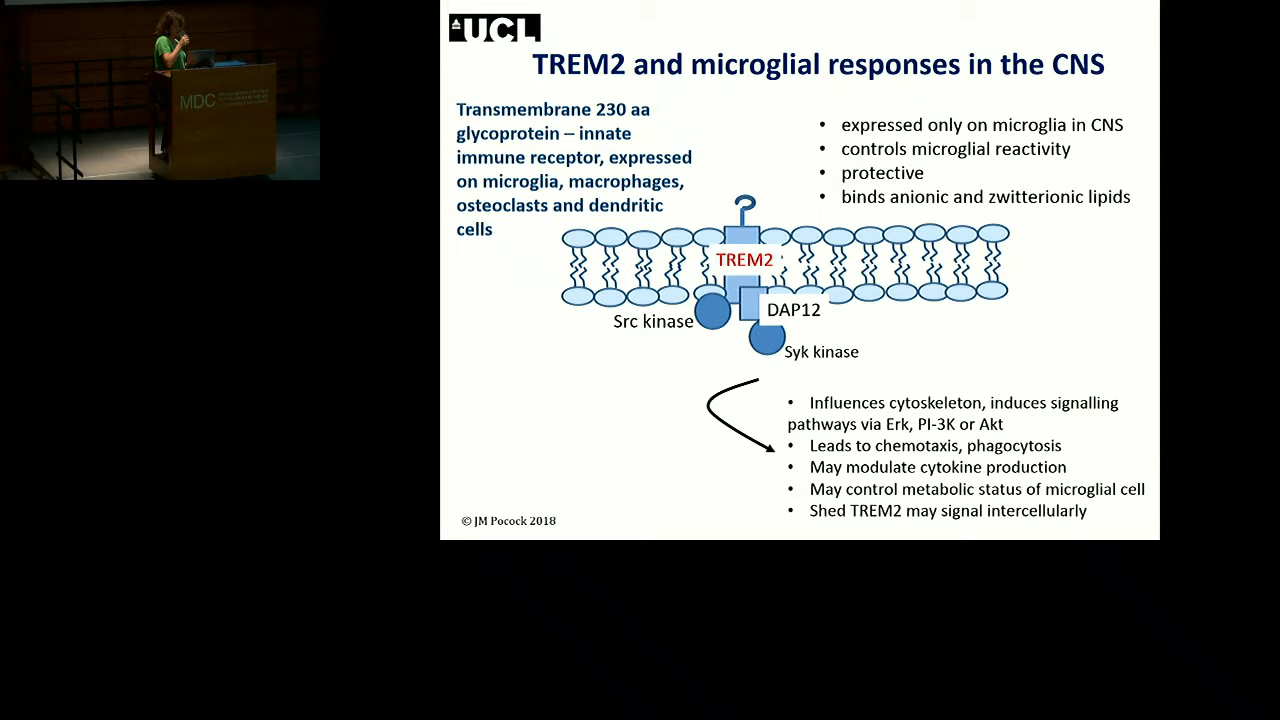 UCL
TREM2 and microglial responses in the CNS
Transmembrane 230 aa
glycoprotein – innate
immune receptor, expressed
on microglia, macrophages,
osteoclasts and dendritic
cells
• expressed only on microglia in CNS
• controls microglial reactivity
• protective
• binds anionic and zwitterionic lipids
TREM2
DAP12
Src kinase
Syk kinase
• Influences cytoskeleton, induces signalling
pathways via Erk, PI-3K or Akt
• Leads to chemotaxis, phagocytosis
• May modulate cytokine production
• May control metabolic status of microglial cell
• Shed TREM2 may signal intercellularly
© JM Pocock 2018
MDC